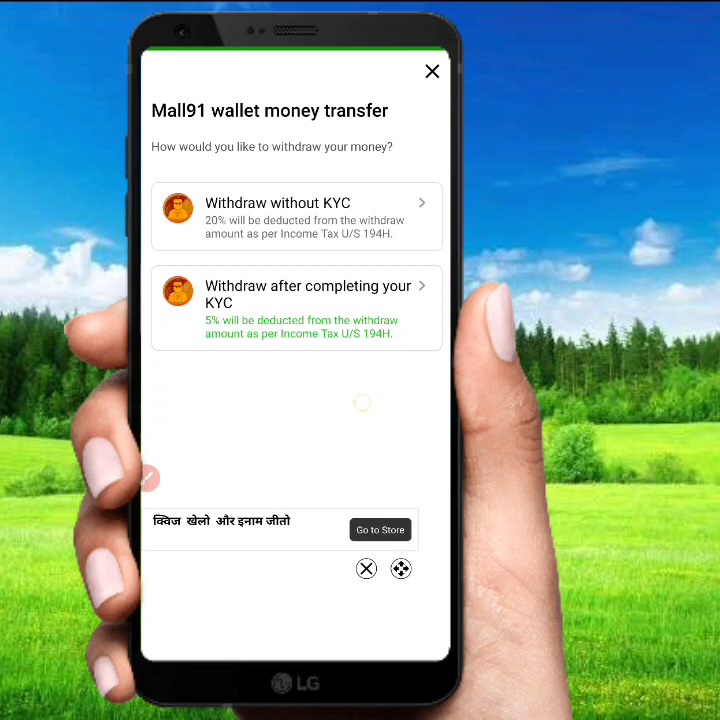 Mall91 wallet money transfer
How would you like to withdraw your money?
Withdraw without KYC
20% will be deducted from the withdraw
amount as per Income Tax U/S 194H.
Withdraw after completing your
KYC
5% will be deducted from the withdraw
amount as per Income Tax U/S 194H.
क्विज खेलो और इनाम जीतो
Go to Store
LG